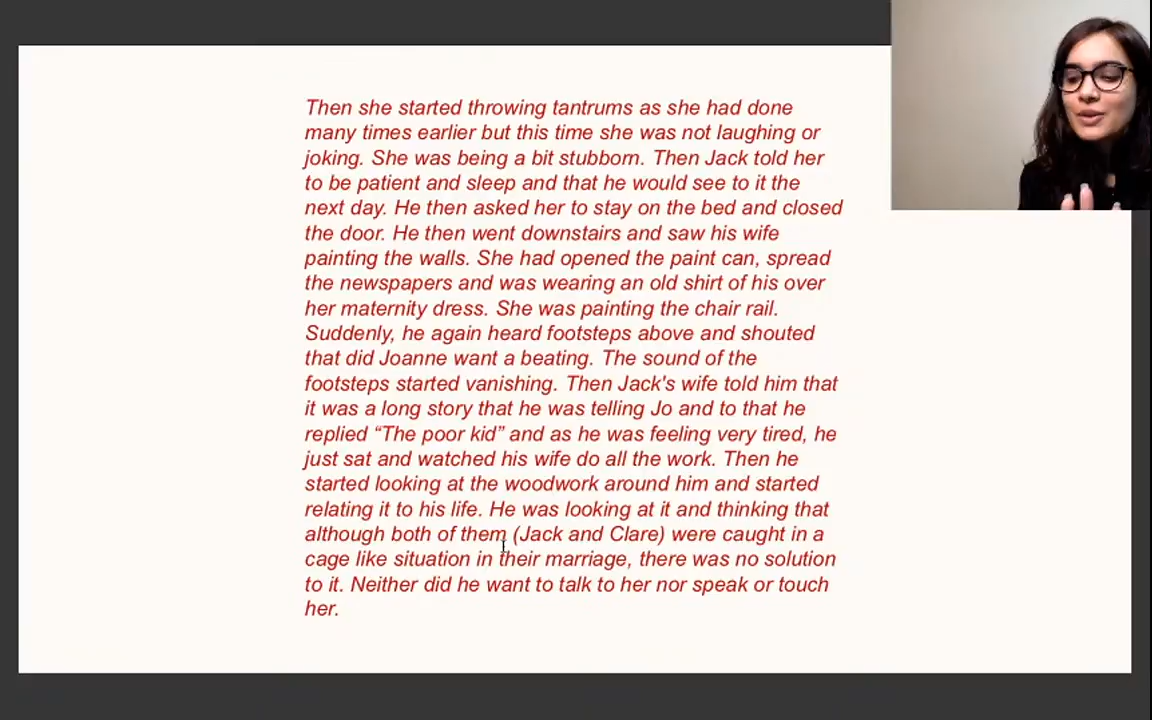 Then she started throwing tantrums as she had done
many times earlier but this time she was not laughing or
joking. She was being a bit stubborn. Then Jack told her
to be patient and sleep and that he would see to it the
next day. He then asked her to stay on the bed and closed
the door. He then went downstairs and saw his wife
painting the walls. She had opened the paint can, spread
the newspapers and was wearing an old shirt of his over
her maternity dress. She was painting the chair rail.
Suddenly, he again heard footsteps above and shouted
that did Joanne want a beating. The sound of the
footsteps started vanishing. Then Jack's wife told him that
it was a long story that he was telling Jo and to that he
replied “The poor kid” and as he was feeling very tired, he
just sat and watched his wife do all the work. Then he
started looking at the woodwork around him and started
relating it to his life. He was looking at it and thinking that
although both of them (Jack and Clare) were caught in a
cage like situation in their marriage, there was no solution
to it. Neither did he want to talk to her nor speak or touch
her.